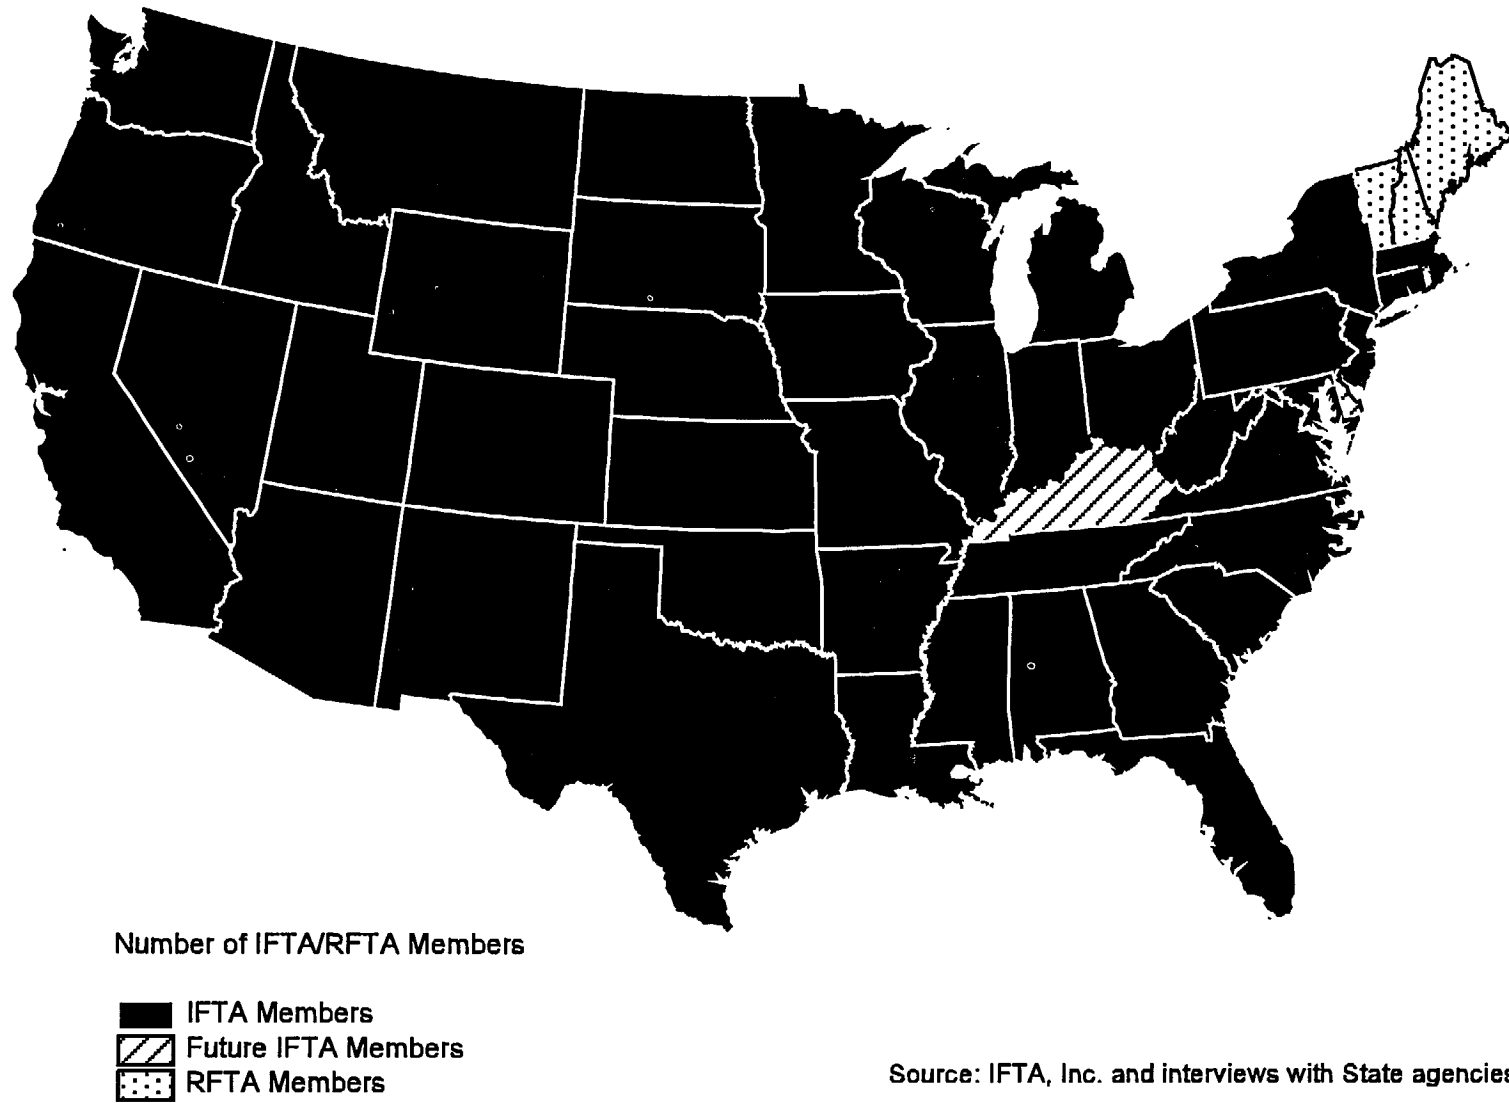 Number of IFTA/RFTA Members
IFTA Members
Future IFTA Members
RFTA Members
Source: IFTA, Inc. and interviews with State agencies